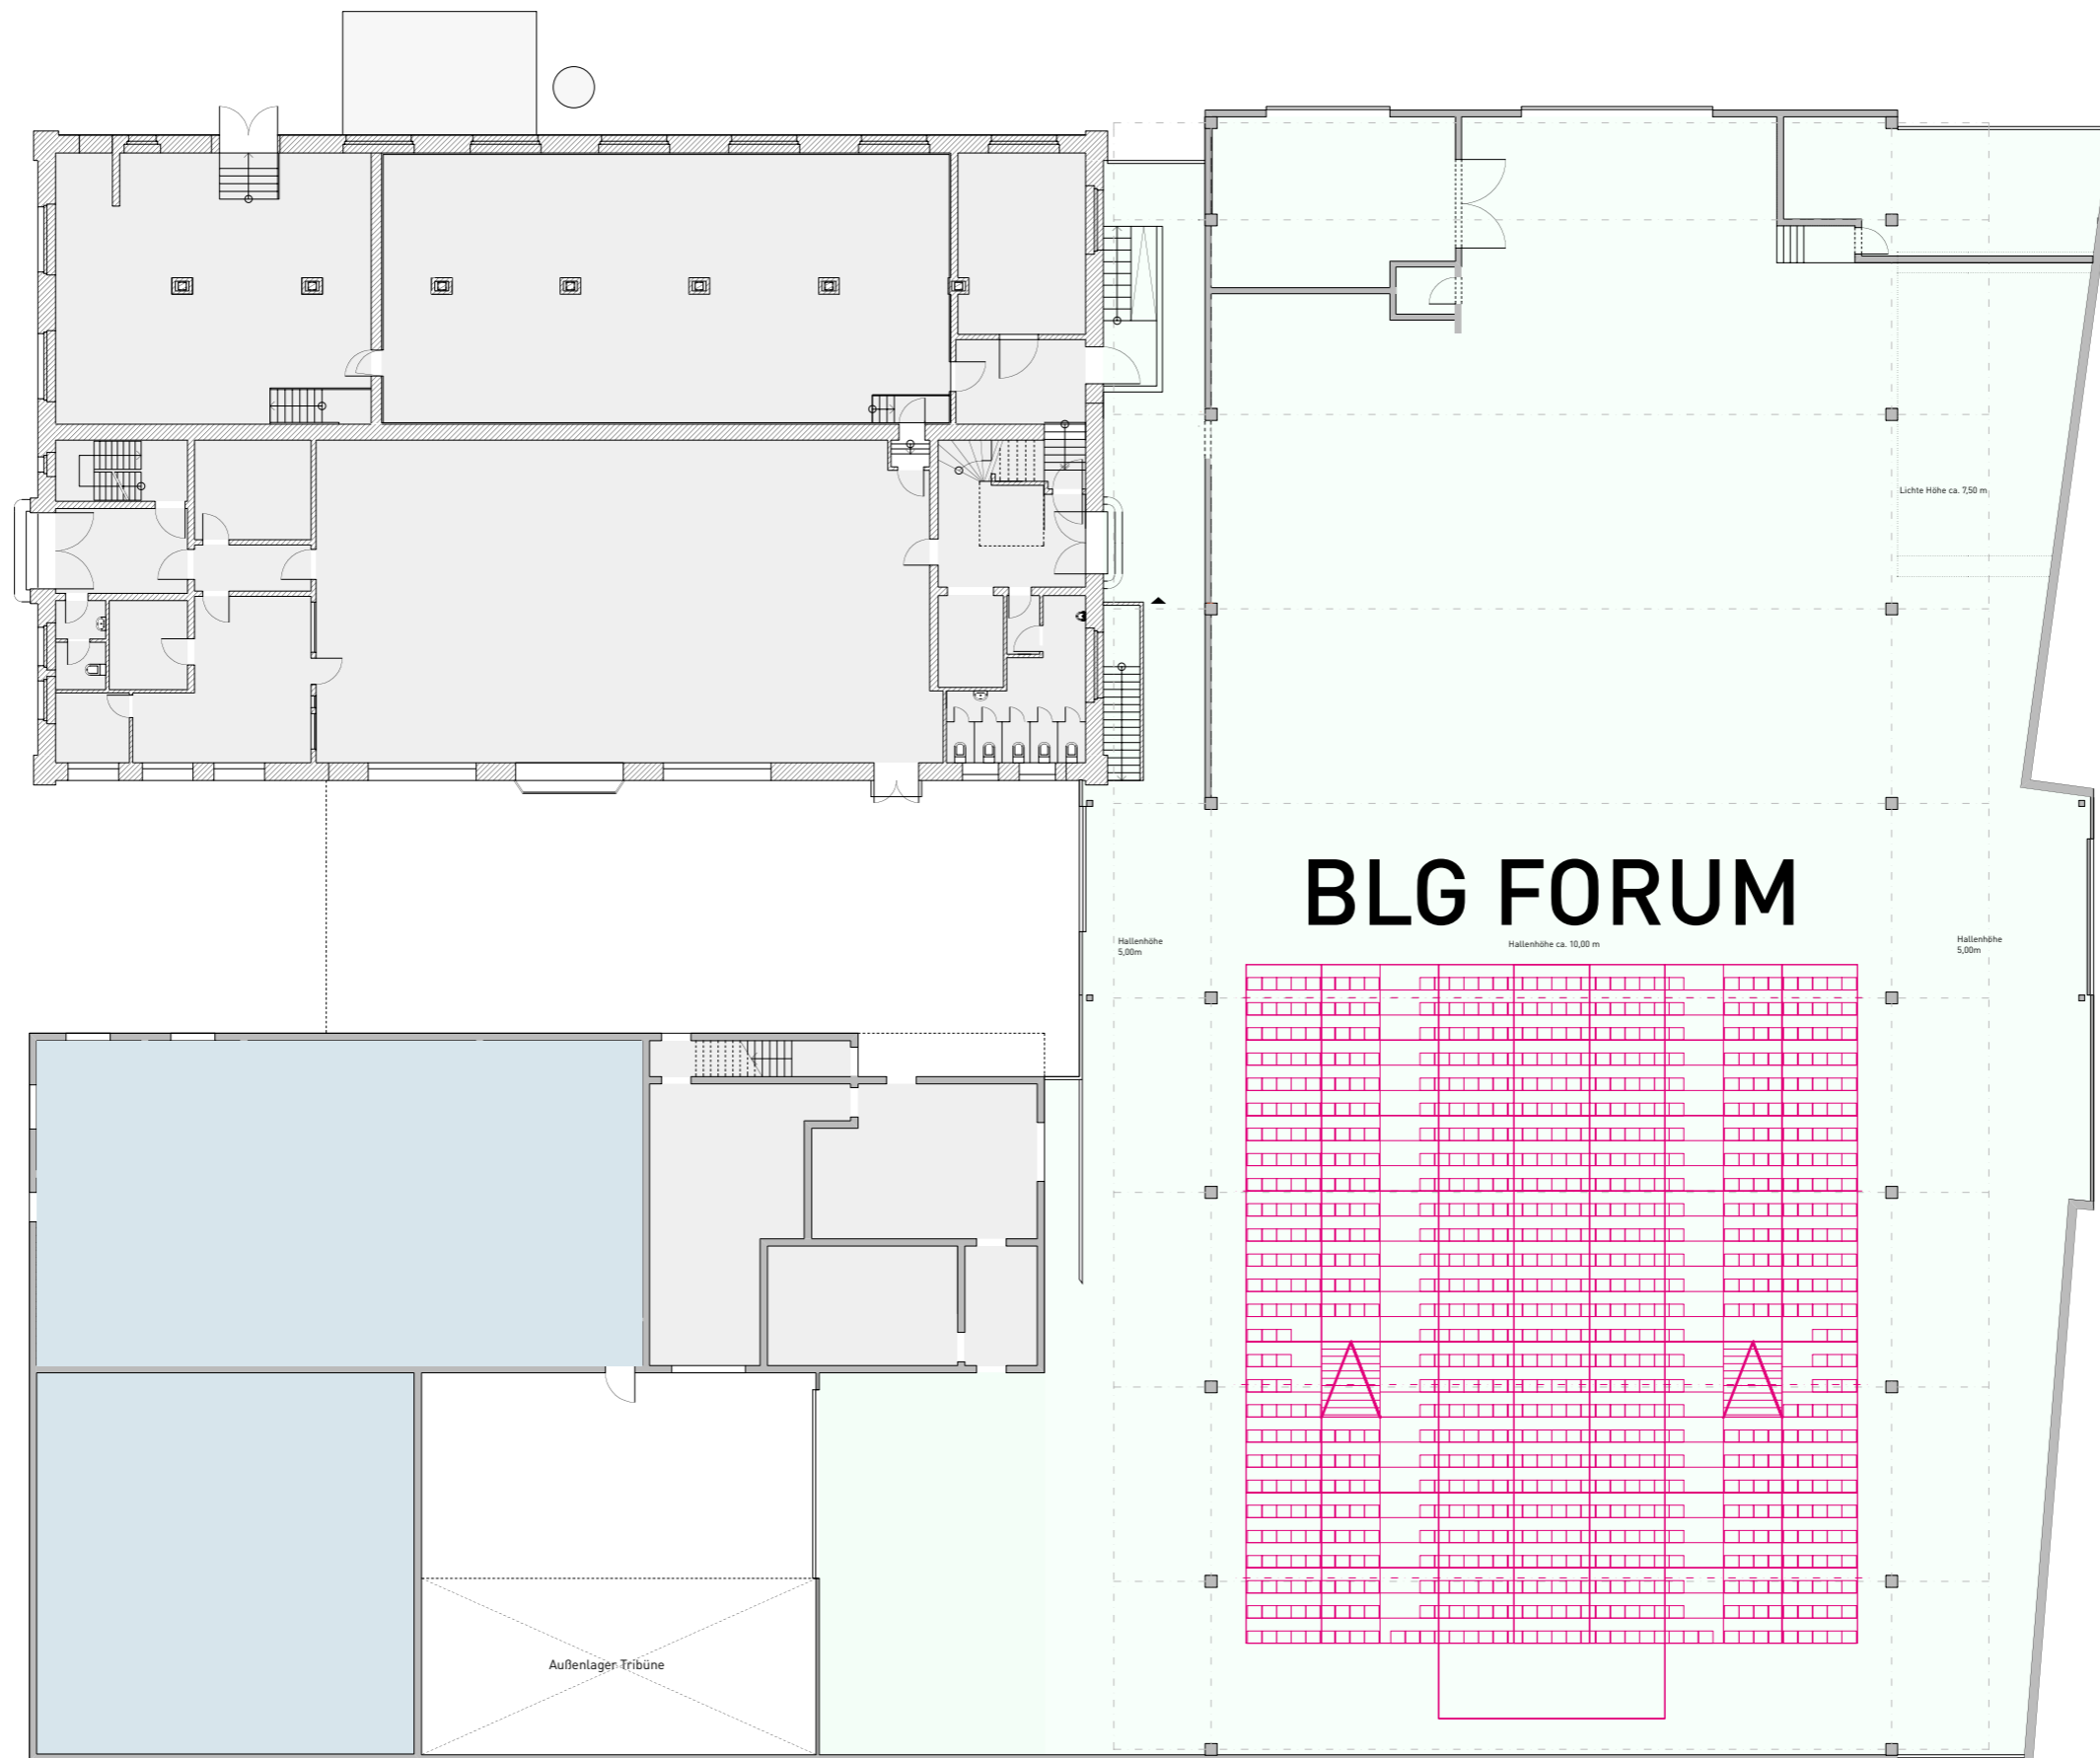 Lichte Höhe ca. 7,50 m
BLG FORUM
Hallenhöhe
5,00m
Hallenhöhe ca. 10,00 m
Hallenhöhe
5,00m
Außenlager Tribüne